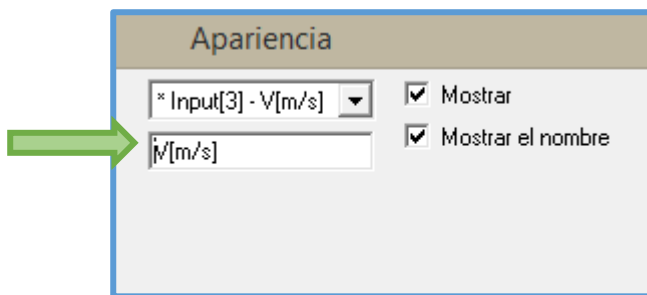 Apariencia
* Input[3] - V[m/s]
Mostrar
V[m/s]
Mostrar el nombre